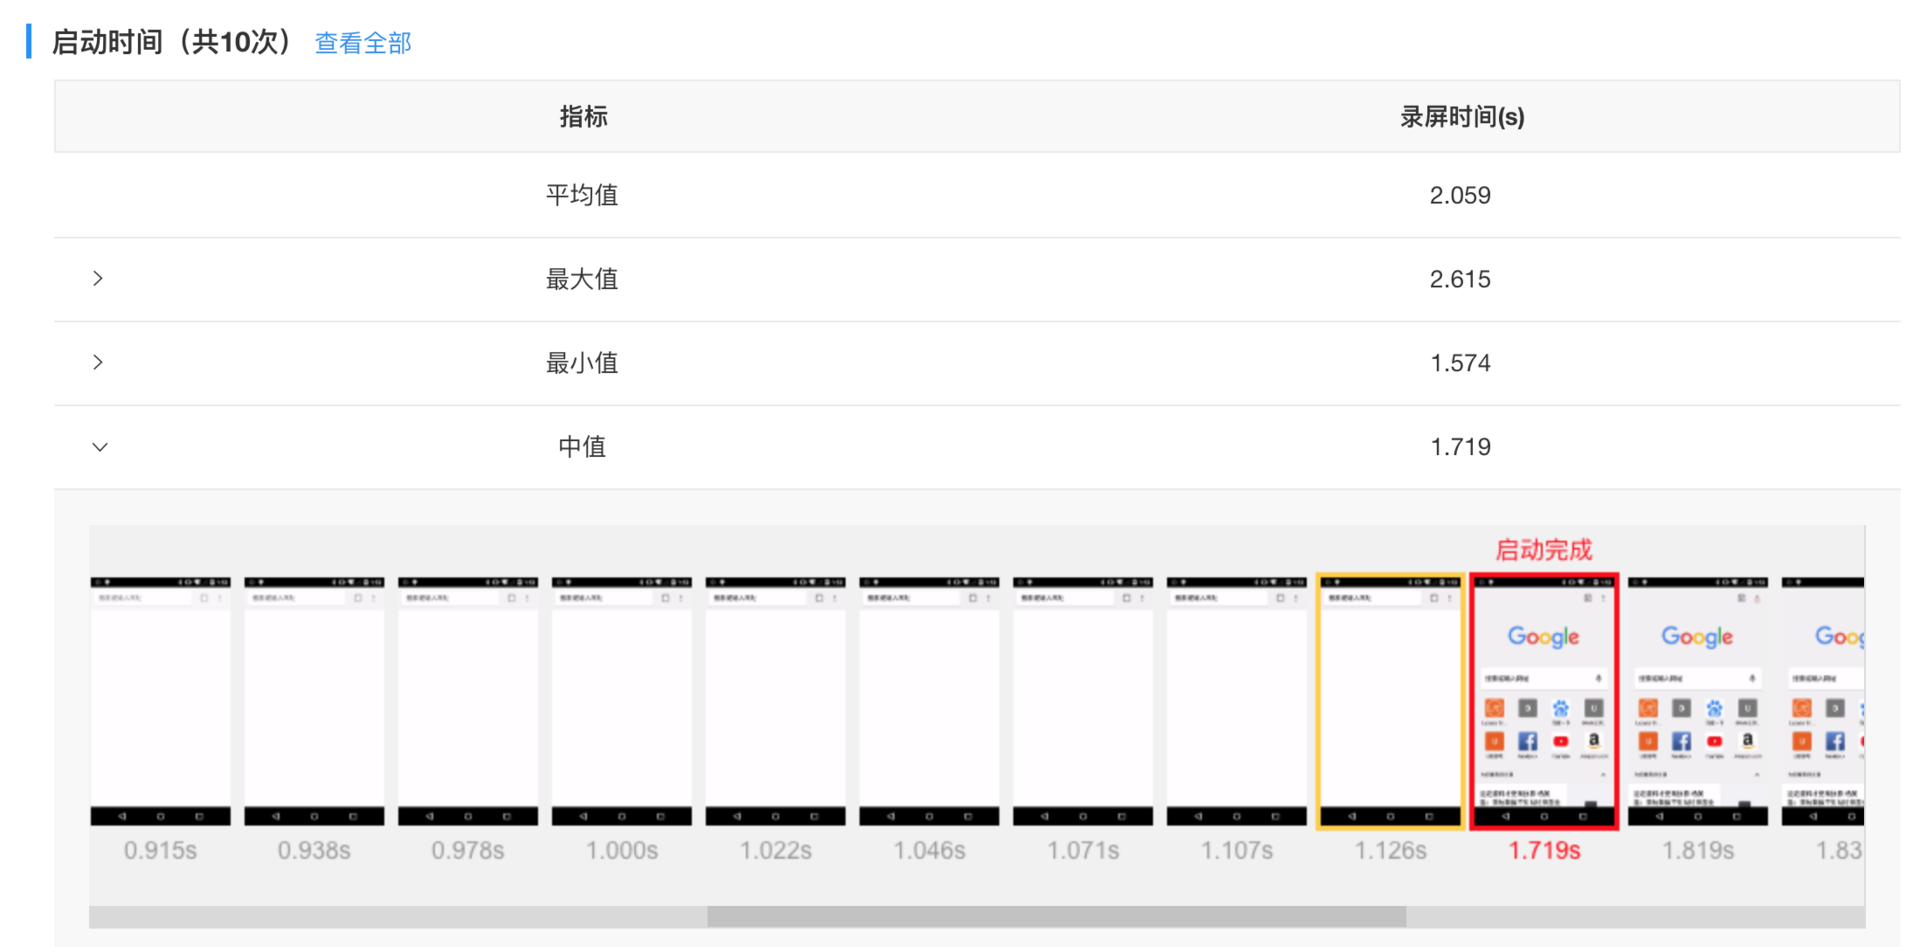 启动时间（共10次） 查看全部
指标 录屏时间(s)
平均值 2.059
最大值 2.615
最小值 1.574
中值 1.719
启动完成
Google Google Goog
0.915s 0.938s 0.978s 1.000s 1.022s 1.046s 1.071s 1.107s 1.126s 1.719s 1.819s 1.83